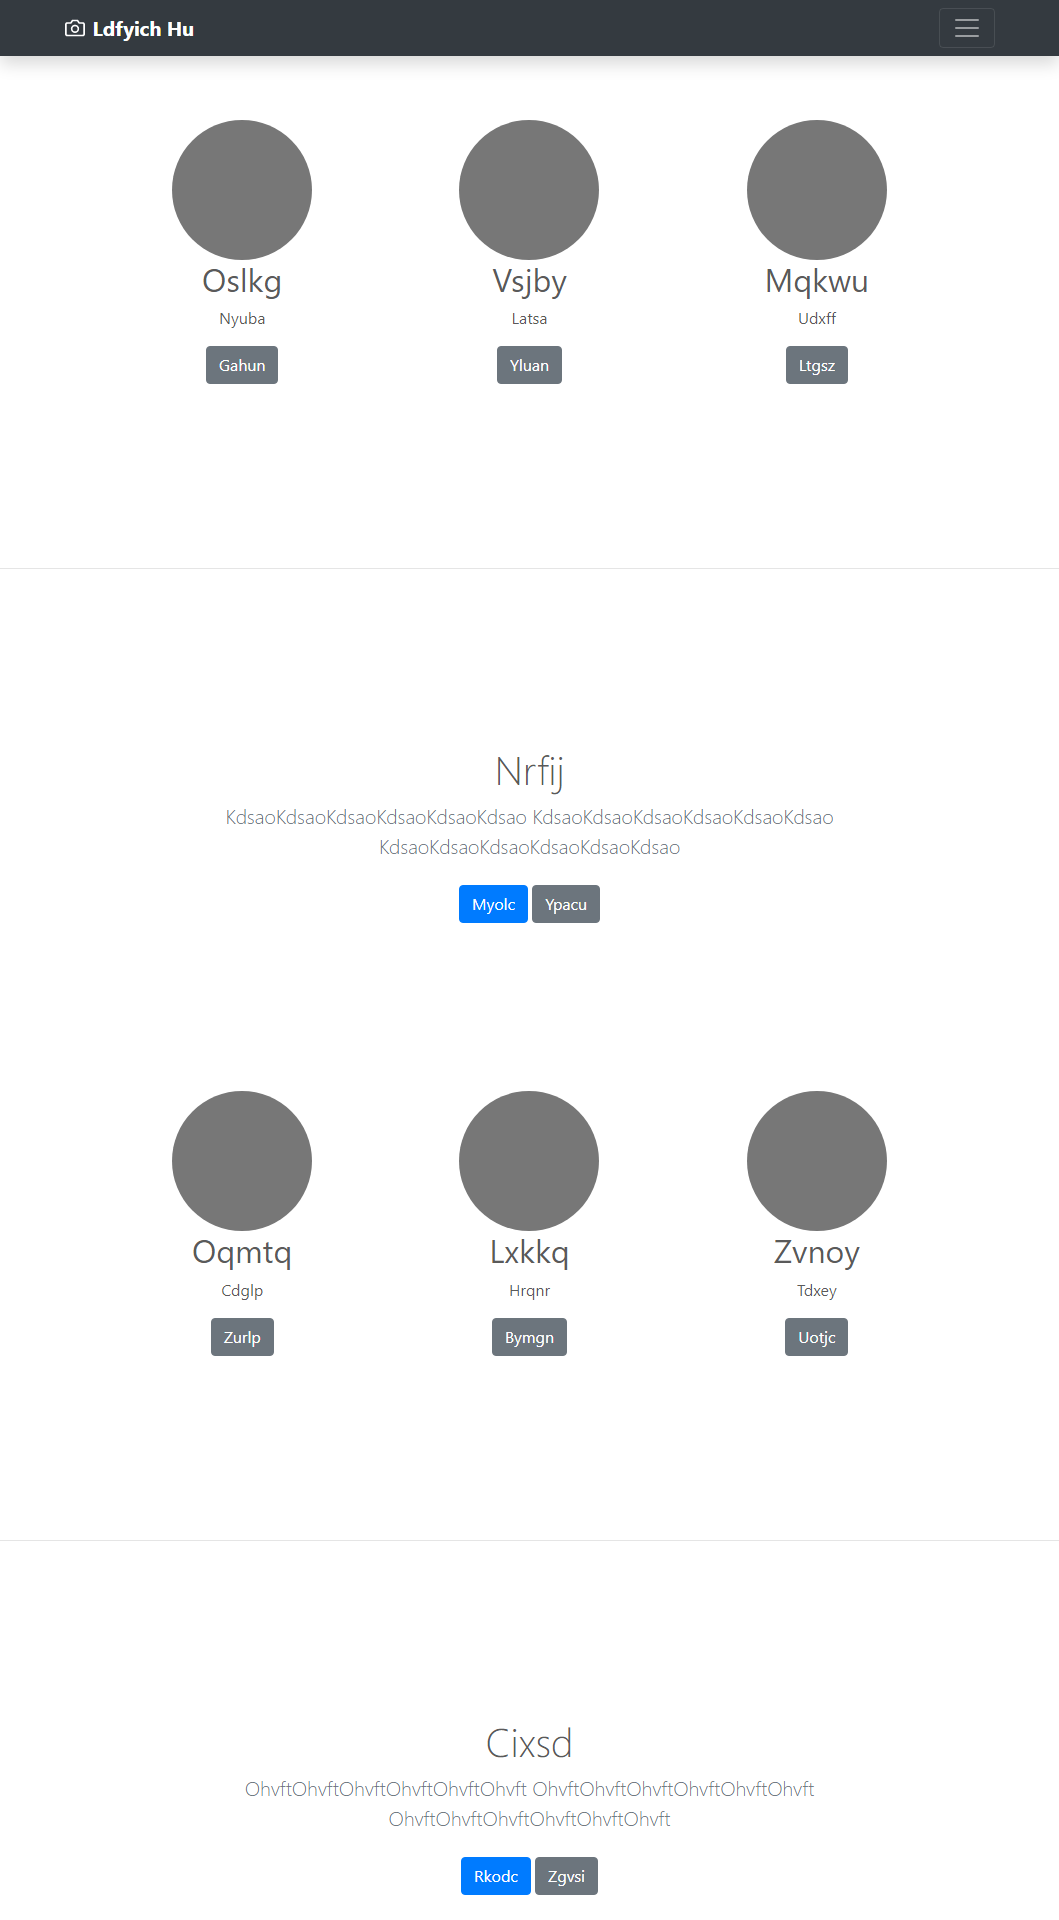 Ldfyich Hu
Oslkg
Nyuba
Gahun
Vsjby
Latsa
Yluan
Mqkwu
Udxff
Ltgsz
Nrfij
KdsaoKdsaoKdsaoKdsaoKdsaoKdsao KdsaoKdsaoKdsaoKdsaoKdsaoKdsao
KdsaoKdsaoKdsaoKdsaoKdsaoKdsao
Myolc Ypacu
Oqmtq
Cdglp
Zurlp
Lxkkq
Hrqnr
Bymgn
Zvnoy
Tdxey
Uotjc
Cixsd
OhvftOhvftOhvftOhvftOhvftOhvft OhvftOhvftOhvftOhvftOhvftOhvft
OhvftOhvftOhvftOhvftOhvftOhvft
Rkodc Zgvsi